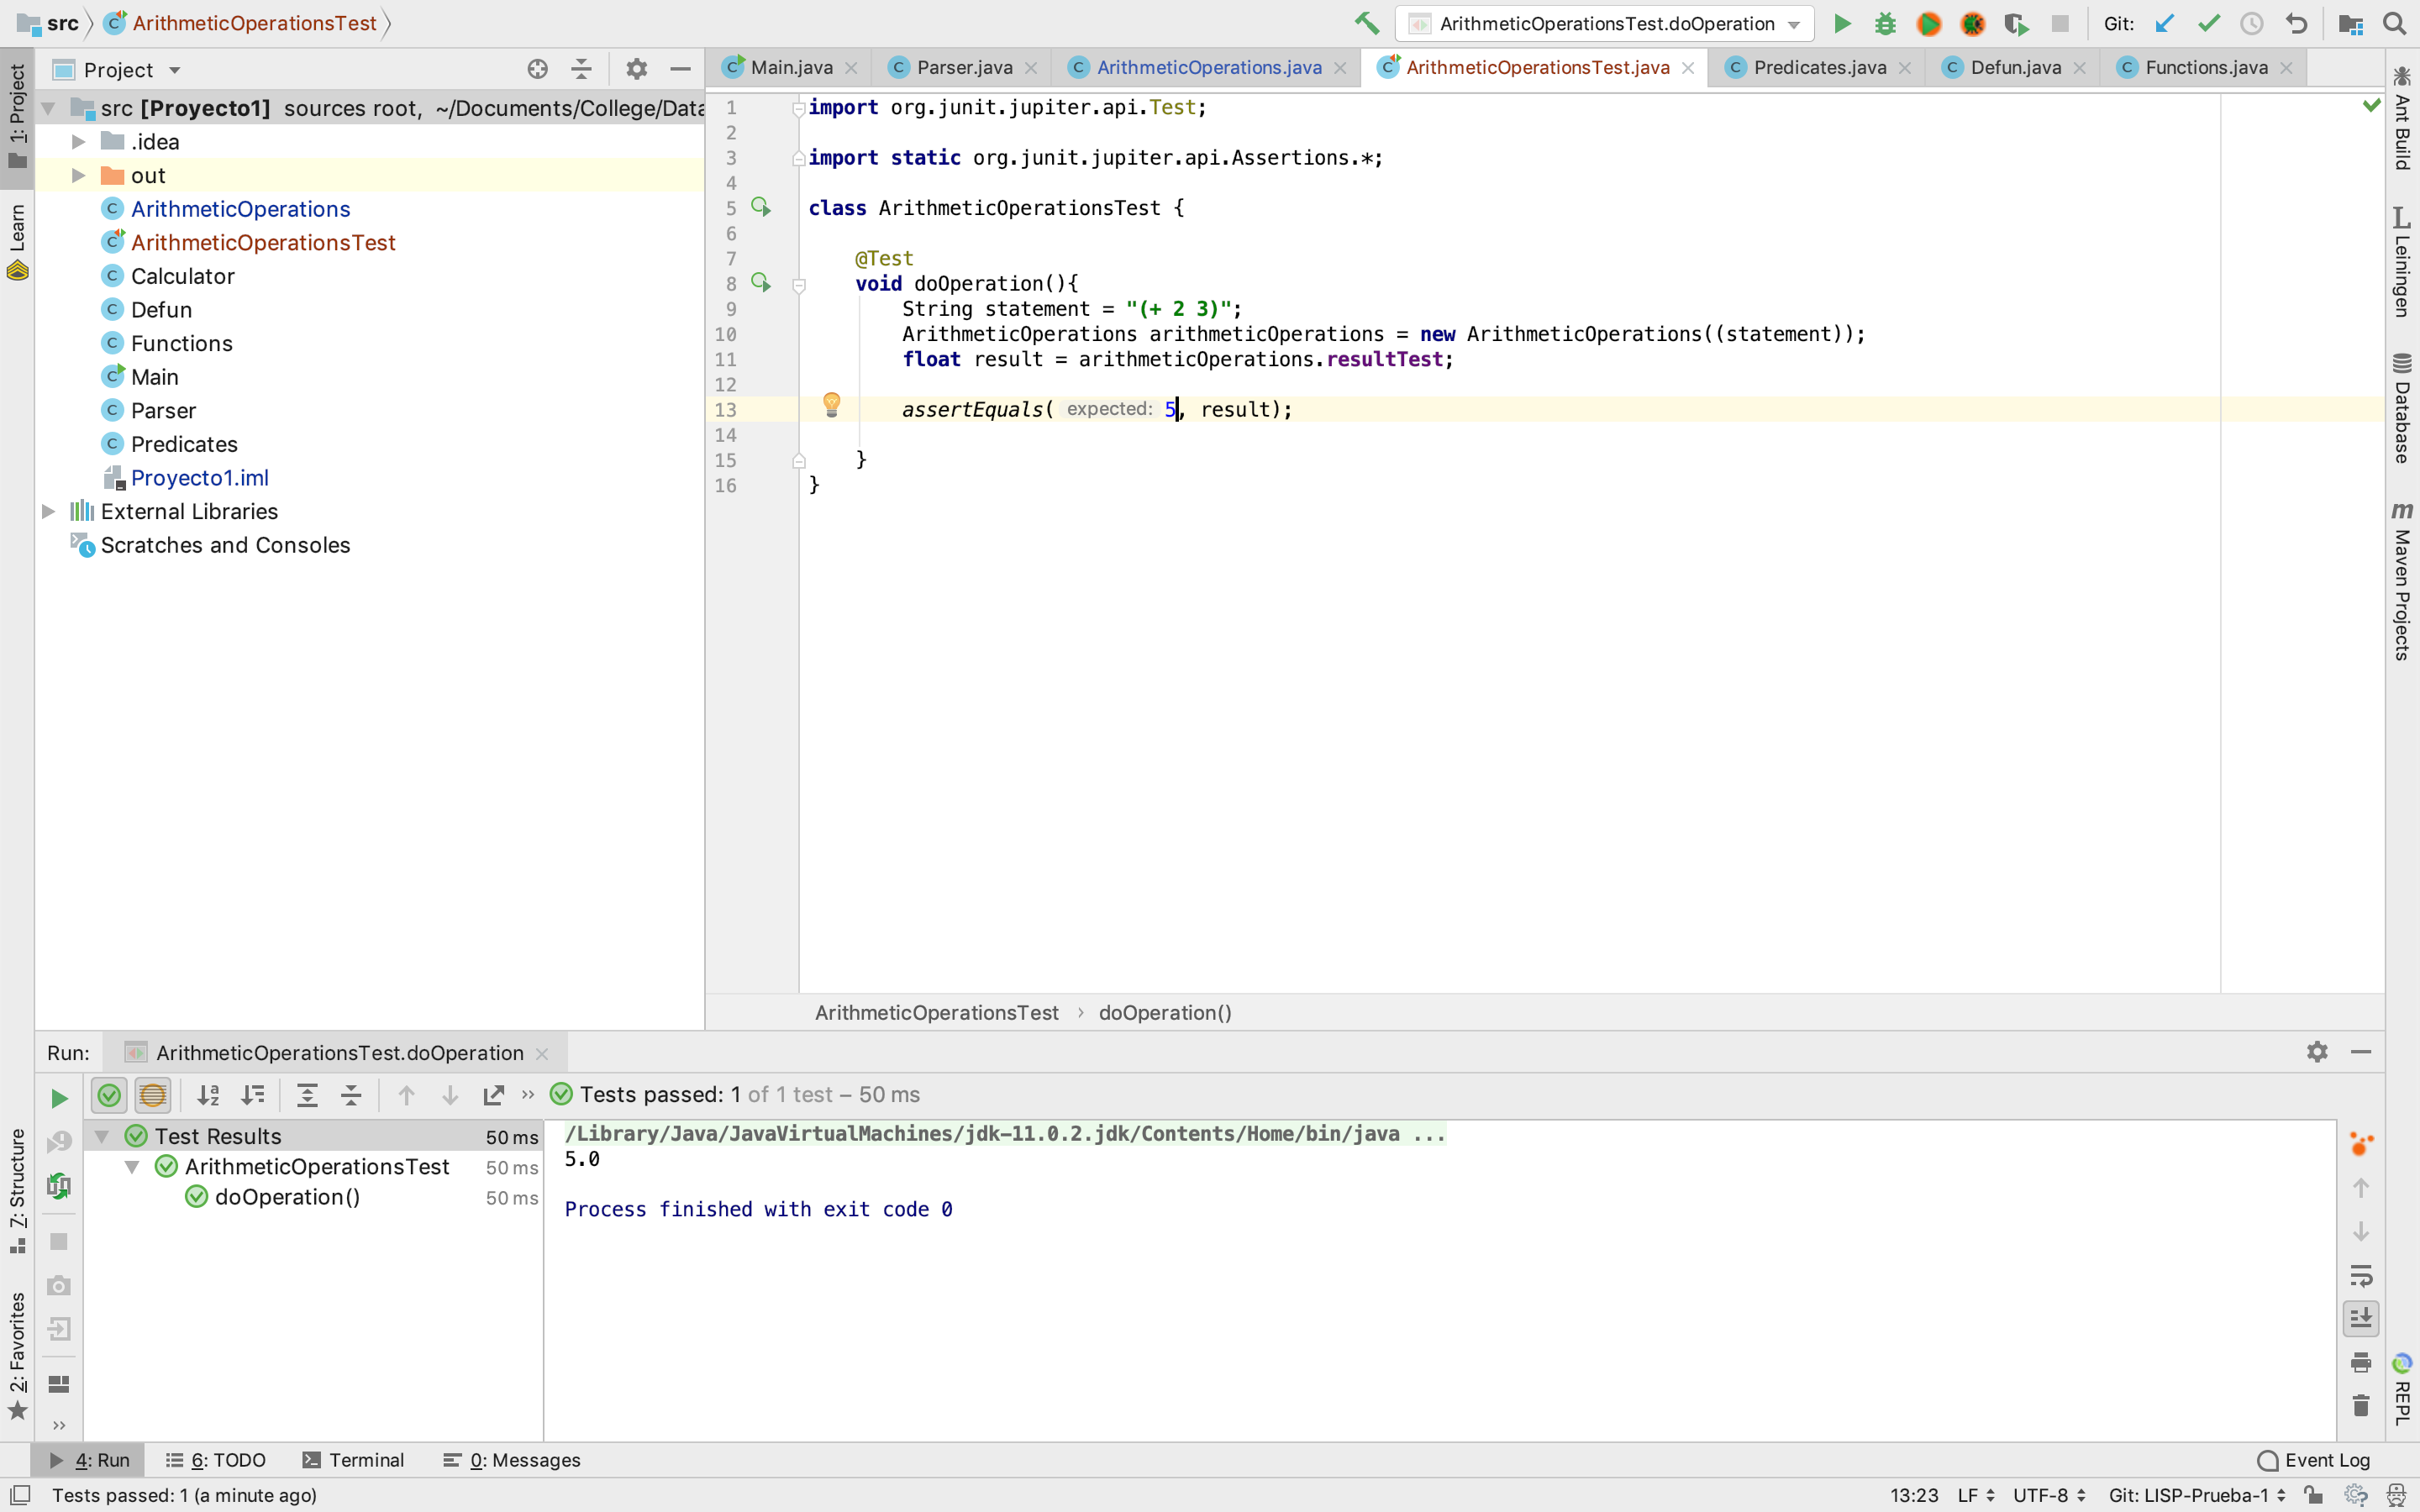 src ArithmeticOperationsTest
ArithmeticOperationsTest.doOperation Git:
Project
Main.java Parser.java ArithmeticOperations.java ArithmeticOperationsTest.java Predicates.java Defun.java Functions.java
1: Project
Learn
7: Structure
2: Favorites
src [Proyecto1] sources root, ~/Documents/College/Data
.idea
out
ArithmeticOperations
ArithmeticOperationsTest
Calculator
Defun
Functions
Main
Parser
Predicates
Proyecto1.iml
External Libraries
Scratches and Consoles
1 import org.junit.jupiter.api.Test;
2
3 import static org.junit.jupiter.api.Assertions.*;
4
5 class ArithmeticOperationsTest {
6
7 @Test
8 void doOperation(){
9 String statement = "(+ 2 3)";
10 ArithmeticOperations arithmeticOperations = new ArithmeticOperations((statement));
11 float result = arithmeticOperations.resultTest;
12
13 assertEquals( expected: 5, result);
14
15 }
16 }
ArithmeticOperationsTest › doOperation()
Ant Build
Leiningen
Database
m Maven Projects
REPL
Run: ArithmeticOperationsTest.doOperation
Tests passed: 1 of 1 test – 50 ms
Test Results 50 ms
ArithmeticOperationsTest 50 ms
doOperation() 50 ms
/Library/Java/JavaVirtualMachines/jdk-11.0.2.jdk/Contents/Home/bin/java ...
5.0
Process finished with exit code 0
4: Run 6: TODO Terminal 0: Messages Event Log
Tests passed: 1 (a minute ago) 13:23 LF UTF-8 Git: LISP-Prueba-1